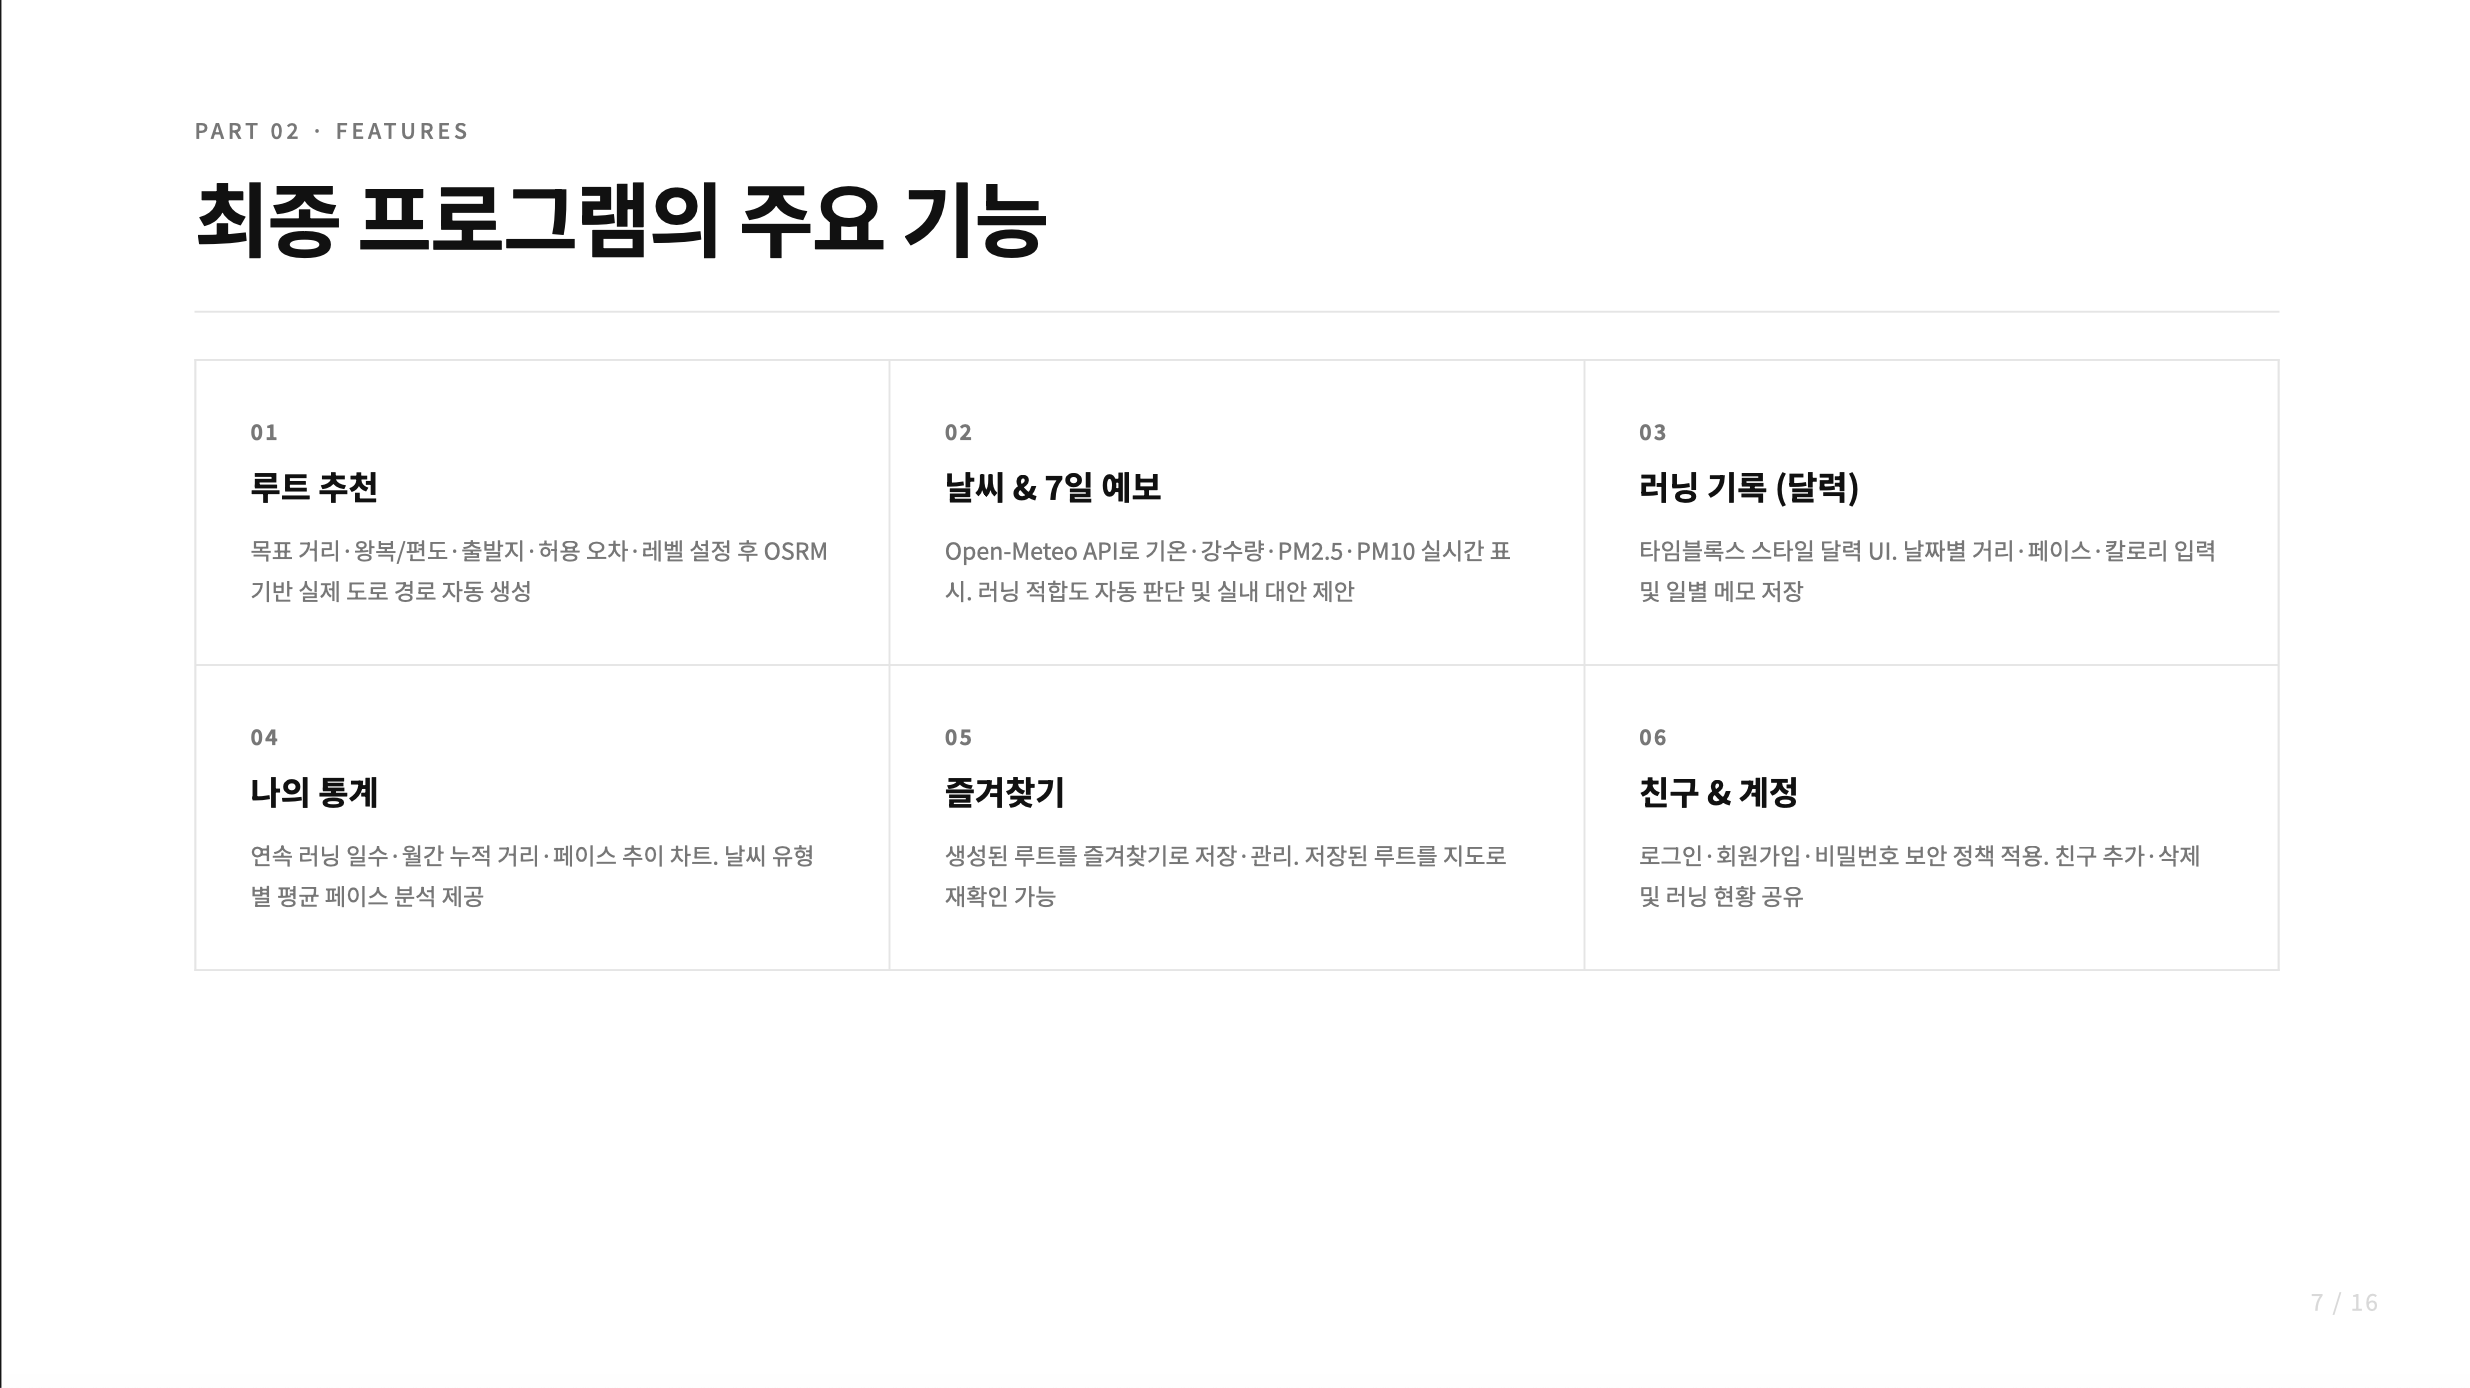 PART 02 · FEATURES
최종 프로그램의 주요 기능
01
루트 추천
목표 거리·왕복/편도·출발지·허용 오차·레벨 설정 후 OSRM
기반 실제 도로 경로 자동 생성
02
날씨 & 7일 예보
Open-Meteo API로 기온·강수량·PM2.5·PM10 실시간 표
시. 러닝 적합도 자동 판단 및 실내 대안 제안
03
러닝 기록 (달력)
타임블록스 스타일 달력 UI. 날짜별 거리·페이스·칼로리 입력
및 일별 메모 저장
04
나의 통계
연속 러닝 일수·월간 누적 거리·페이스 추이 차트. 날씨 유형
별 평균 페이스 분석 제공
05
즐겨찾기
생성된 루트를 즐겨찾기로 저장·관리. 저장된 루트를 지도로
재확인 가능
06
친구 & 계정
로그인·회원가입·비밀번호 보안 정책 적용. 친구 추가·삭제
및 러닝 현황 공유
7 / 16